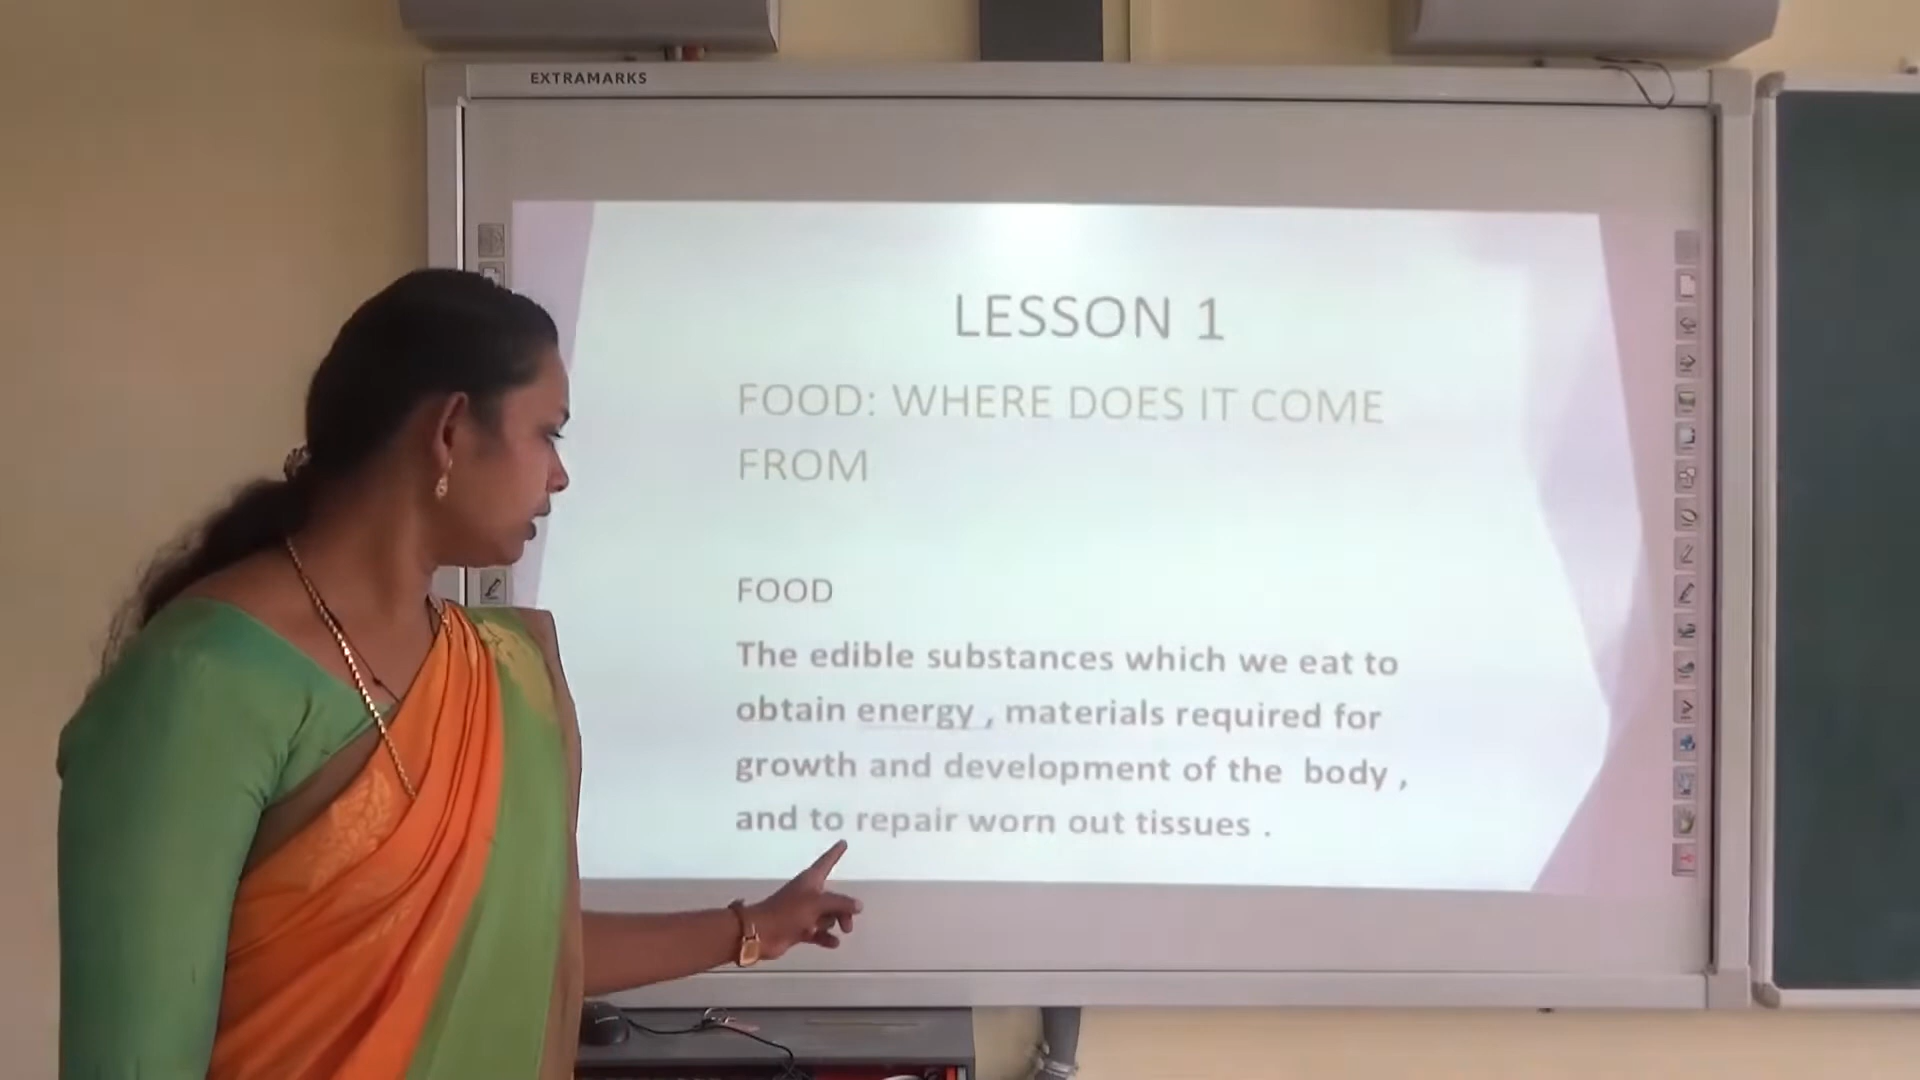 EXTRAMARKS
LESSON 1
FOOD: WHERE DOES IT COME
FROM
FOOD
The edible substances which we eat to
obtain energy , materials required for
growth and development of the body ,
and to repair worn out tissues .